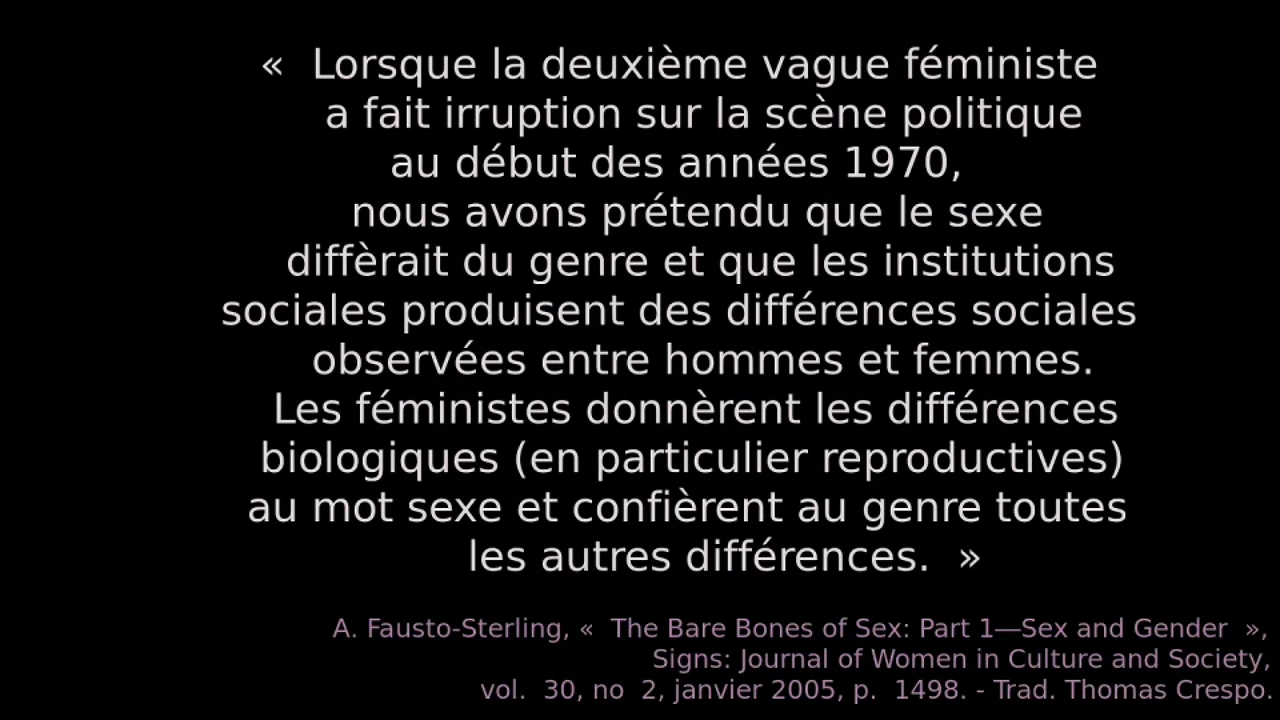 « Lorsque la deuxième vague féministe
a fait irruption sur la scène politique
au début des années 1970,
nous avons prétendu que le sexe
diffèrait du genre et que les institutions
sociales produisent des différences sociales
observées entre hommes et femmes.
Les féministes donnèrent les différences
biologiques (en particulier reproductives)
au mot sexe et confièrent au genre toutes
les autres différences. »
A. Fausto-Sterling, « The Bare Bones of Sex: Part 1—Sex and Gender »,
Signs: Journal of Women in Culture and Society,
vol. 30, no 2, janvier 2005, p. 1498. - Trad. Thomas Crespo.